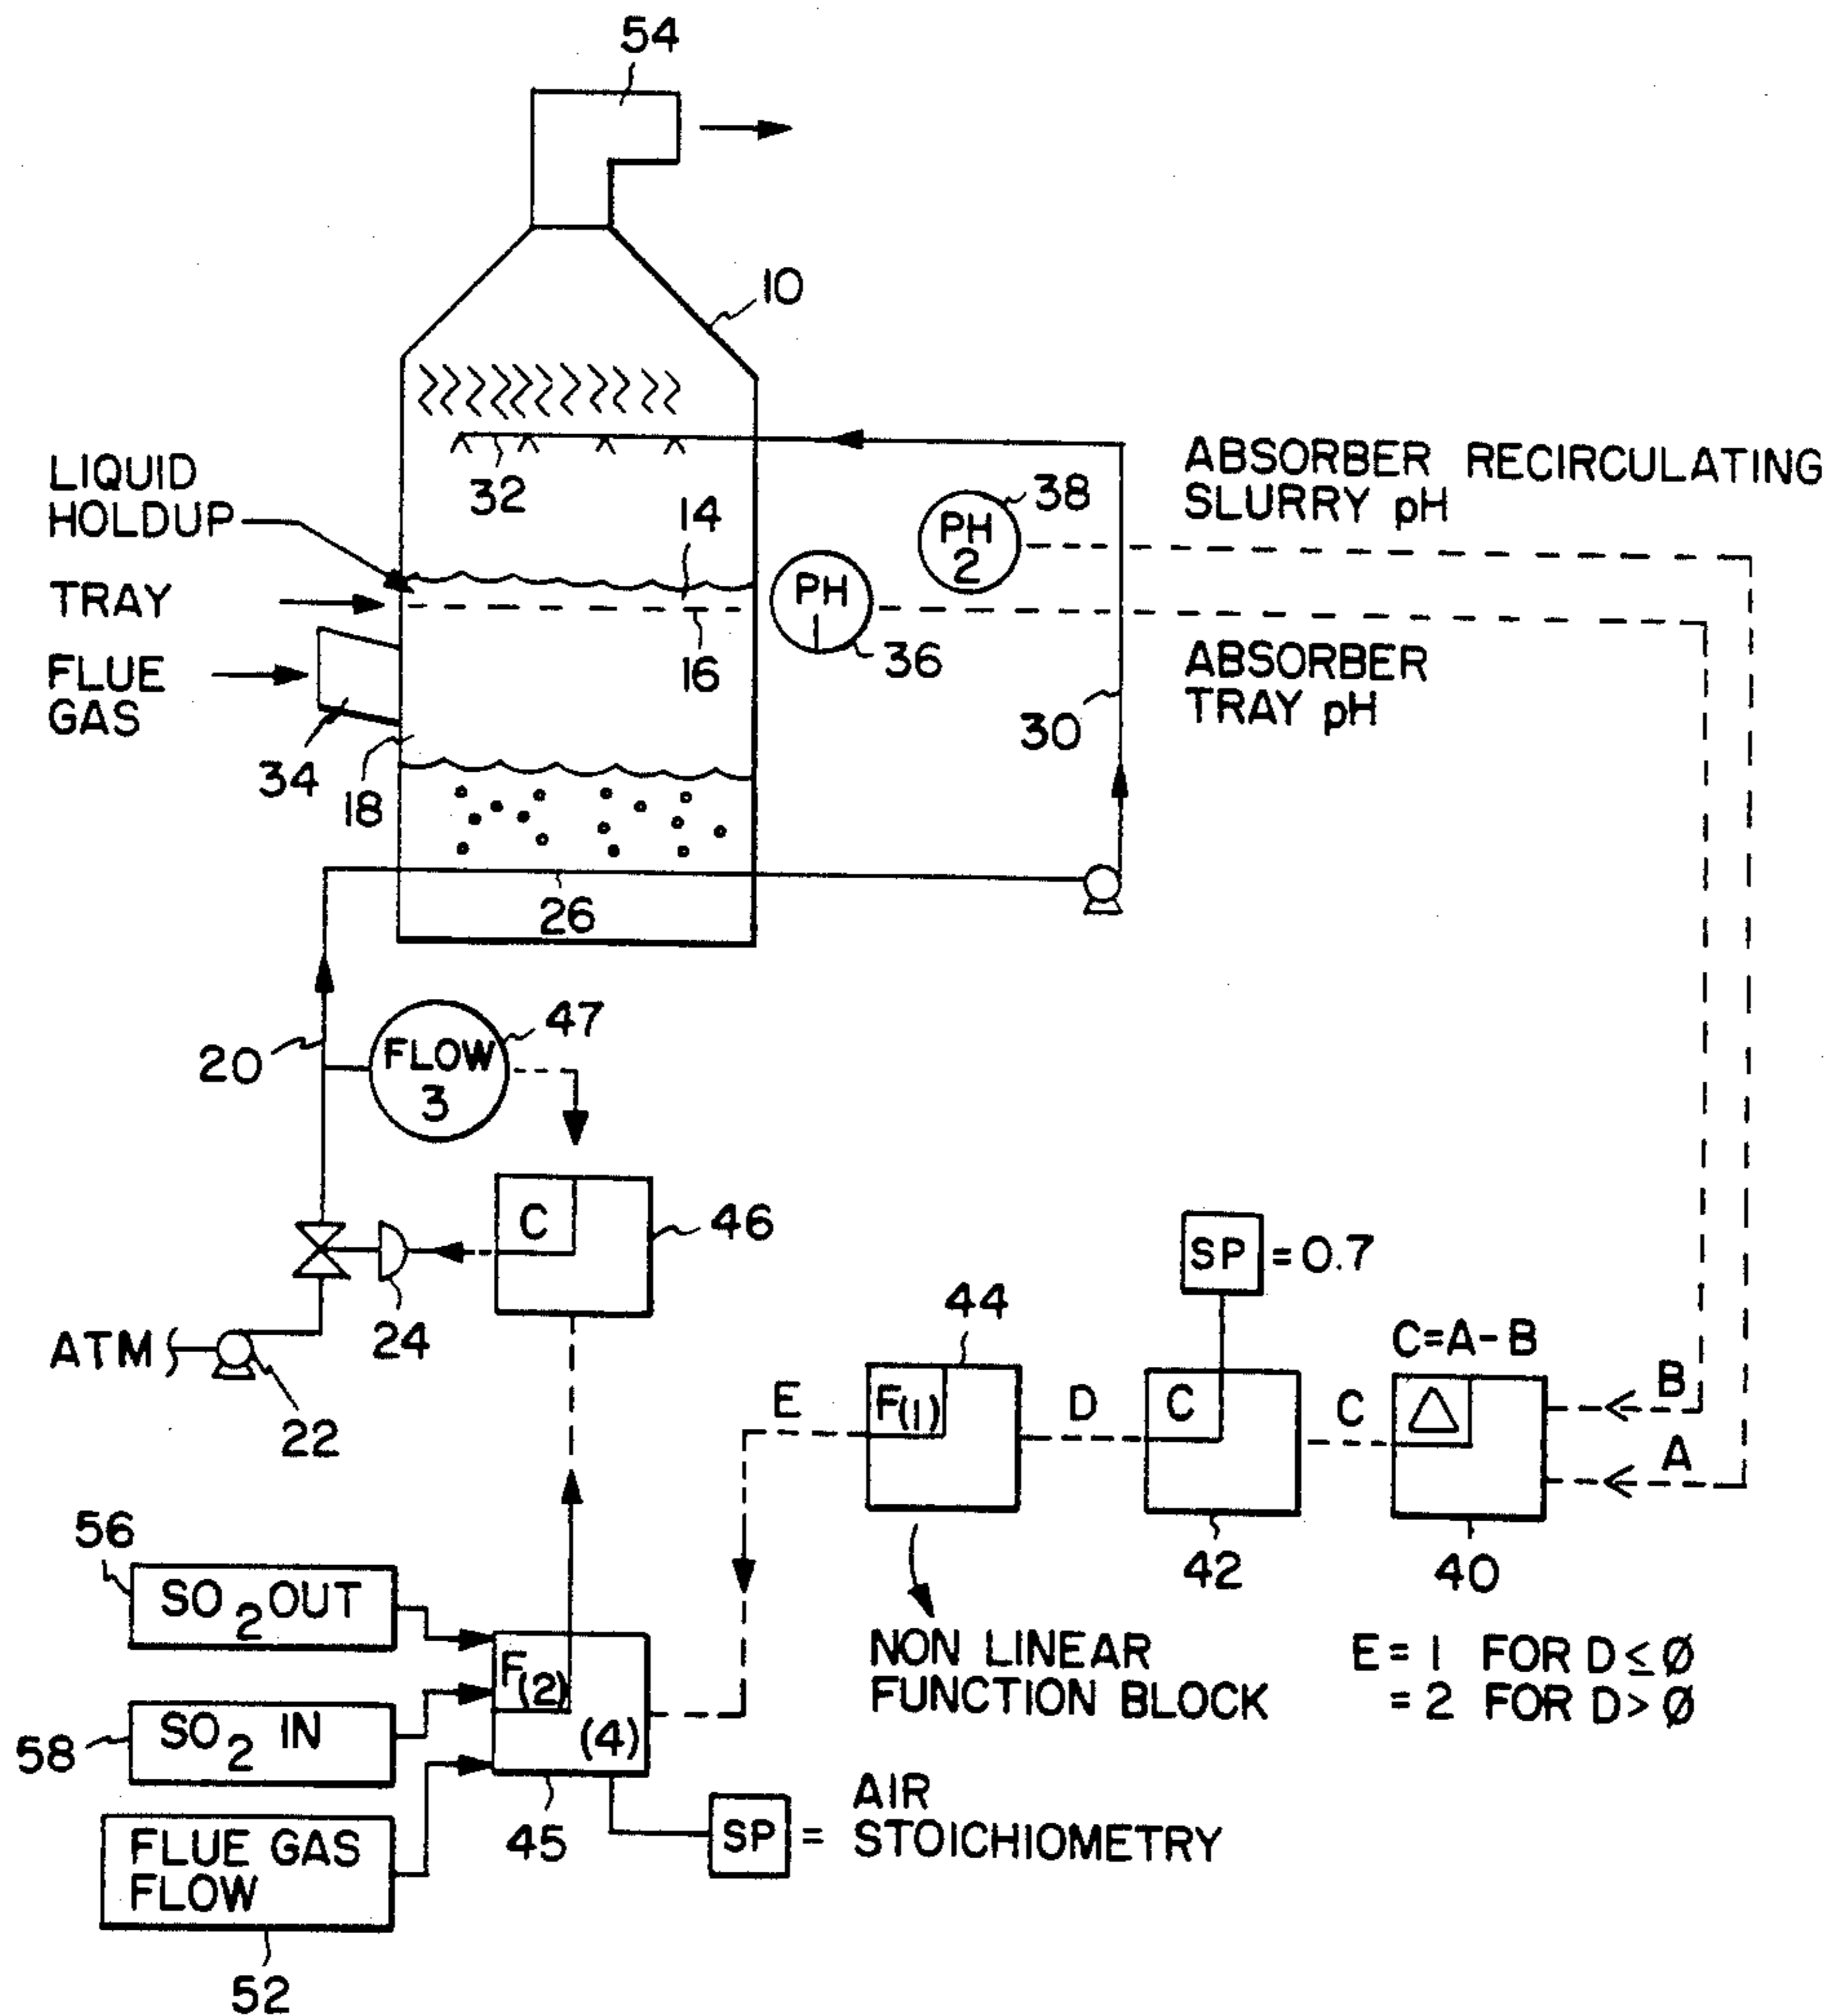 54
10
LIQUID
HOLDUP
32
14
PH
2
38
ABSORBER RECIRCULATING
SLURRY pH
TRAY
PH
1
36
16
FLUE
GAS
34
18
30
ABSORBER
TRAY pH
26
20
FLOW
3
47
C
46
ATM
22
24
SP = 0.7
44
F(1)
E
D
C
42
C
C=A-B
△
40
B
A
56
SO2 OUT
58
SO2 IN
FLUE GAS
FLOW
52
F(2)
(4)
45
SP = AIR
STOICHIOMETRY
NON LINEAR
FUNCTION BLOCK
E = 1 FOR D ≤ Ø
= 2 FOR D > Ø